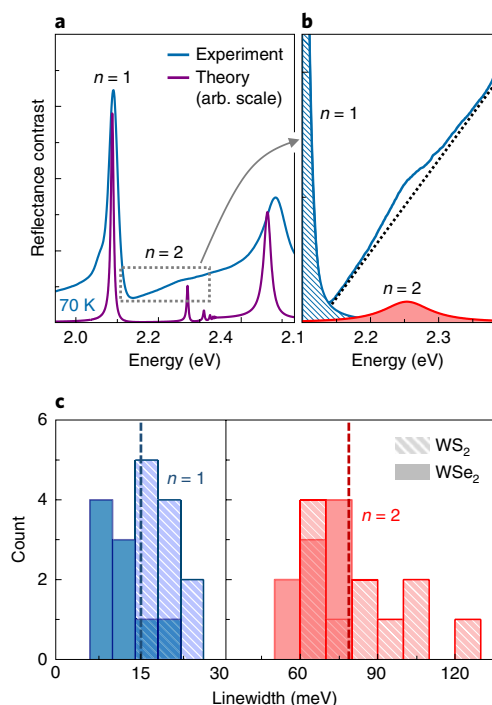 a
b
Experiment
Theory
(arb. scale)
n = 1
n = 2
70 K
Reflectance contrast
2.0
2.2
2.4
2.1
Energy (eV)
n = 1
n = 2
2.2
2.3
Energy (eV)
c
6
4
2
0
Count
WS₂
WSe₂
n = 1
n = 2
0
15
30
60
90
120
Linewidth (meV)